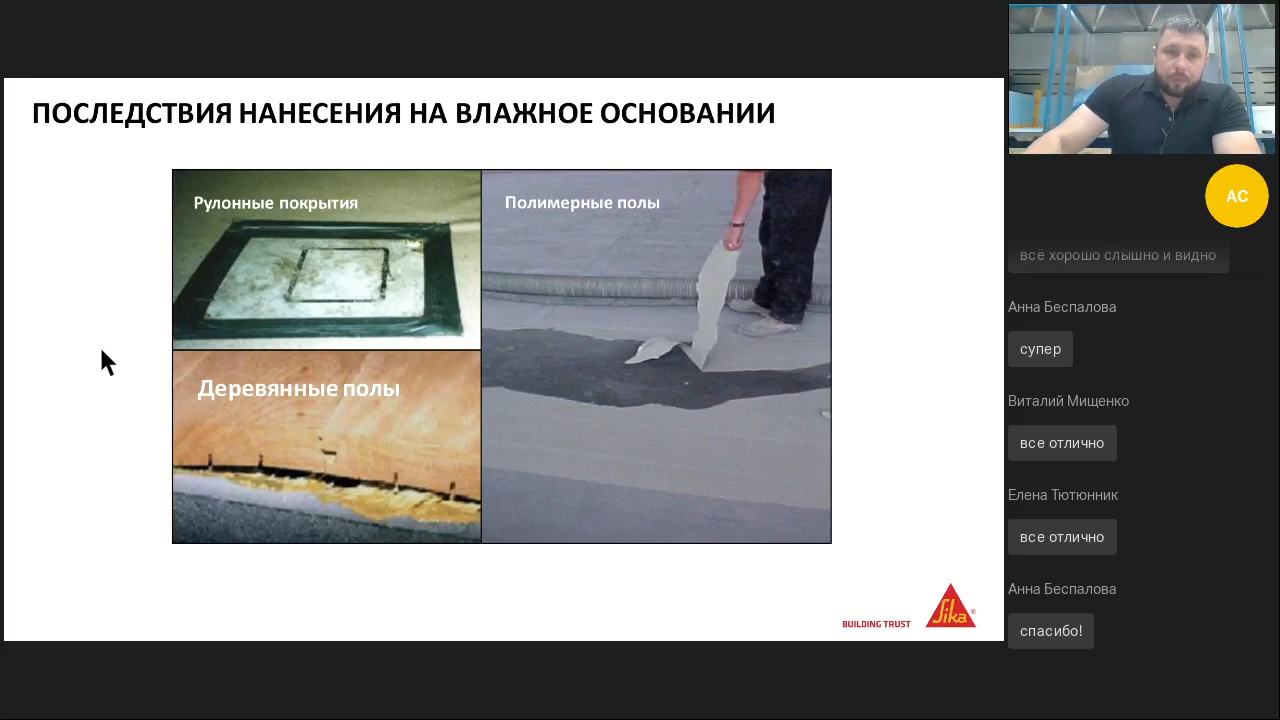 ПОСЛЕДСТВИЯ НАНЕСЕНИЯ НА ВЛАЖНОЕ ОСНОВАНИИ
Рулонные покрытия
Полимерные полы
Деревянные полы
BUILDING TRUST
Sika®
АС
всё хорошо слышно и видно
Анна Беспалова
супер
Виталий Мищенко
все отлично
Елена Тютюнник
все отлично
Анна Беспалова
спасибо!